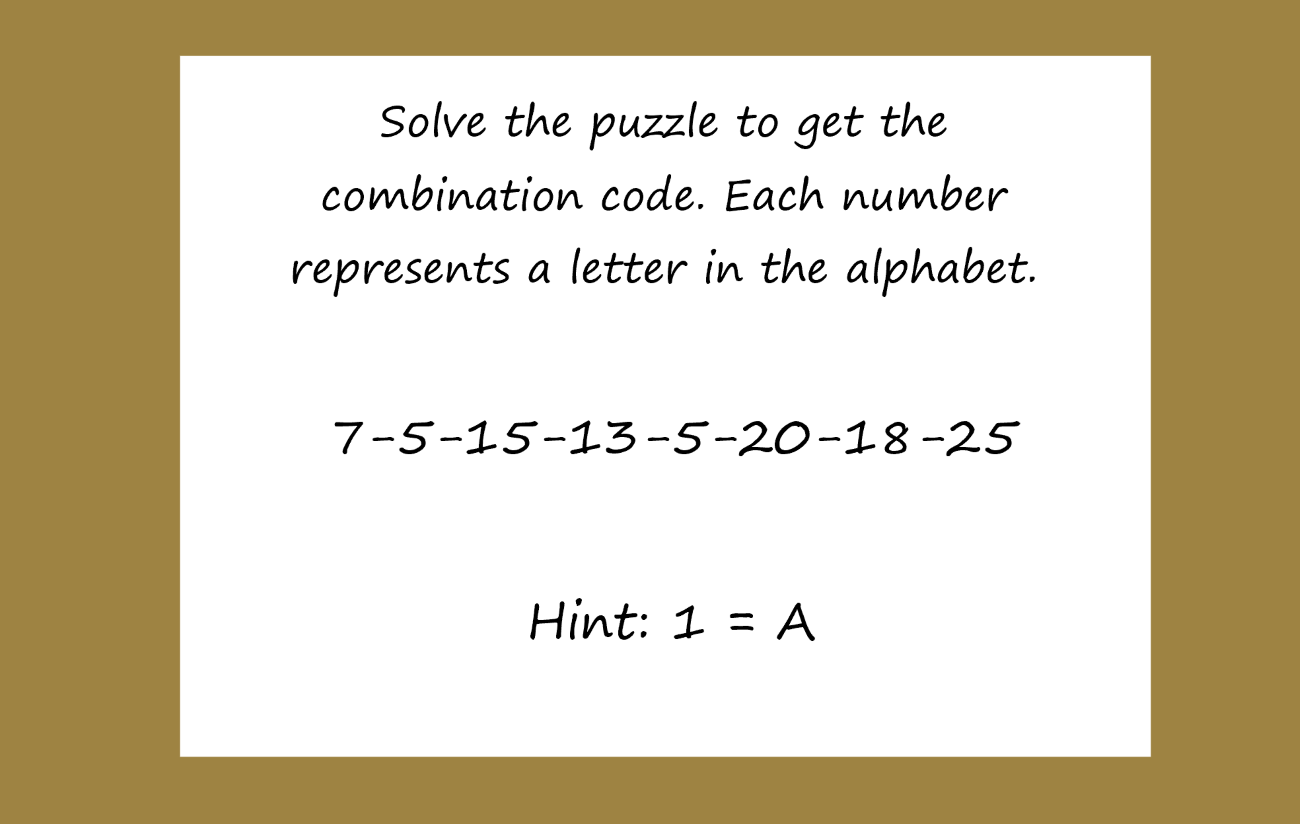 Solve the puzzle to get the
combination code. Each number
represents a letter in the alphabet.
7-5-15-13-5-20-18-25
Hint: 1 = A